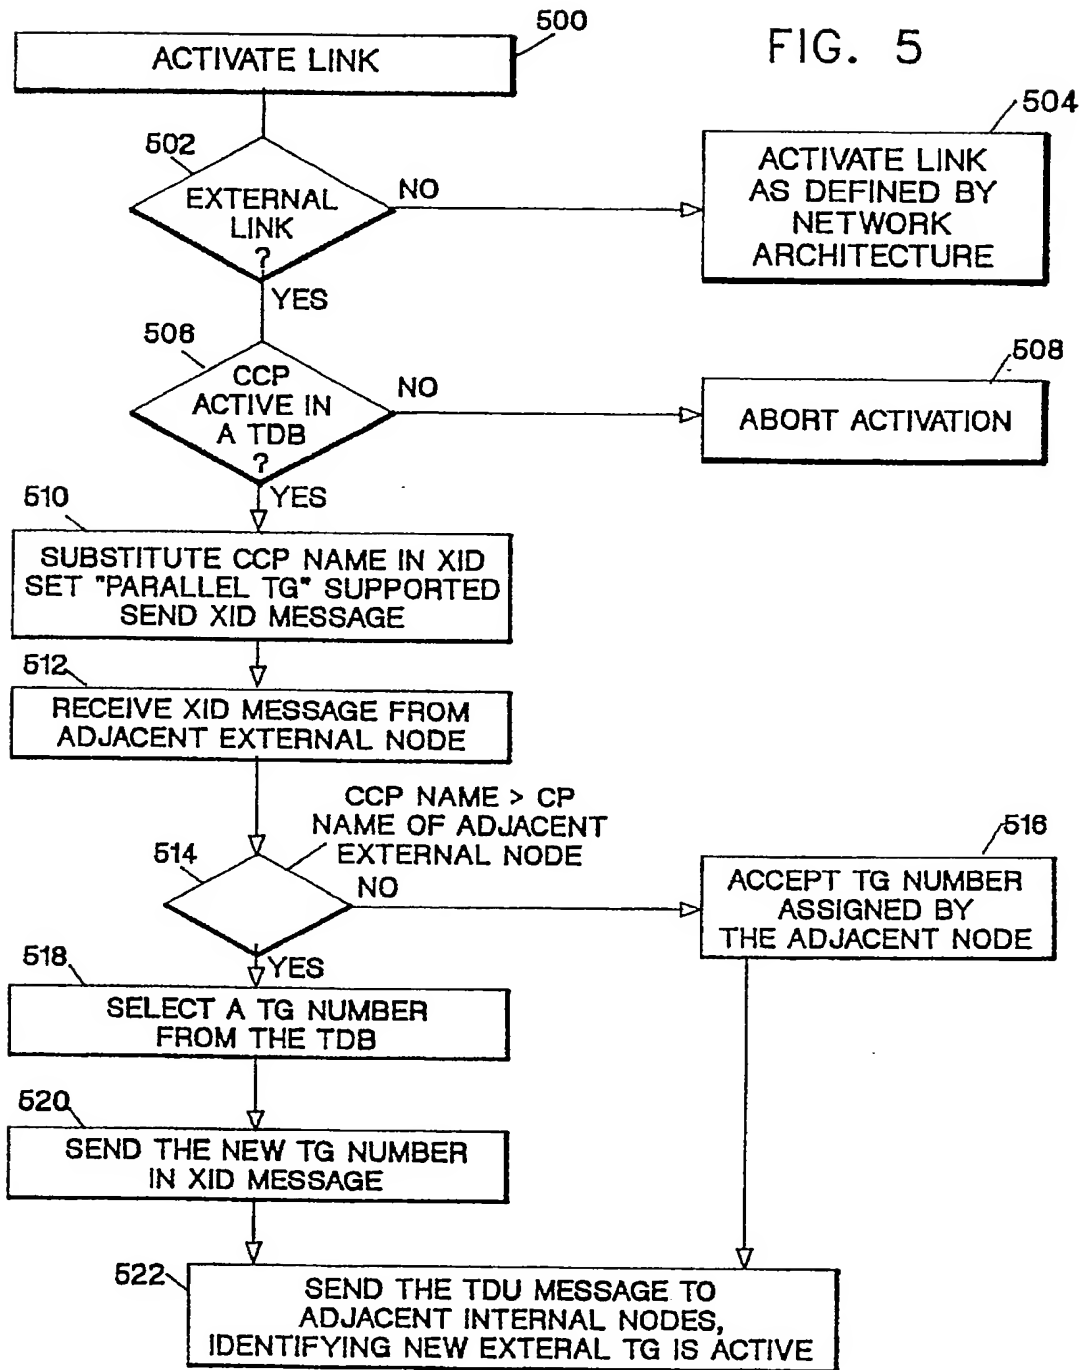 FIG. 5
500
ACTIVATE LINK
502
EXTERNAL
LINK
?
NO
YES
504
ACTIVATE LINK
AS DEFINED BY
NETWORK
ARCHITECTURE
506
CCP
ACTIVE IN
A TDB
?
NO
YES
508
ABORT ACTIVATION
510
SUBSTITUTE CCP NAME IN XID
SET "PARALLEL TG" SUPPORTED
SEND XID MESSAGE
512
RECEIVE XID MESSAGE FROM
ADJACENT EXTERNAL NODE
CCP NAME > CP
NAME OF ADJACENT
EXTERNAL NODE
514
NO
YES
516
ACCEPT TG NUMBER
ASSIGNED BY
THE ADJACENT NODE
518
SELECT A TG NUMBER
FROM THE TDB
520
SEND THE NEW TG NUMBER
IN XID MESSAGE
522
SEND THE TDU MESSAGE TO
ADJACENT INTERNAL NODES,
IDENTIFYING NEW EXTERAL TG IS ACTIVE